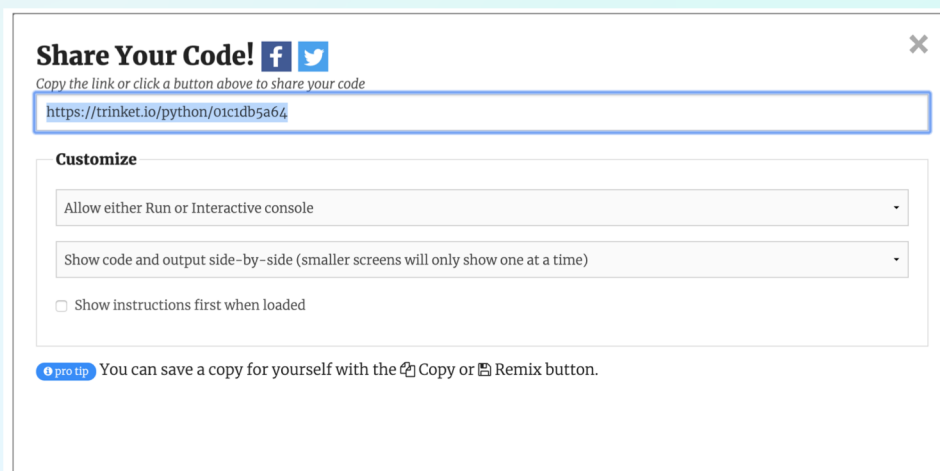 Share Your Code!
Copy the link or click a button above to share your code
https://trinket.io/python/01c1db5a64
Customize
Allow either Run or Interactive console
Show code and output side-by-side (smaller screens will only show one at a time)
Show instructions first when loaded
pro tip You can save a copy for yourself with the Copy or Remix button.